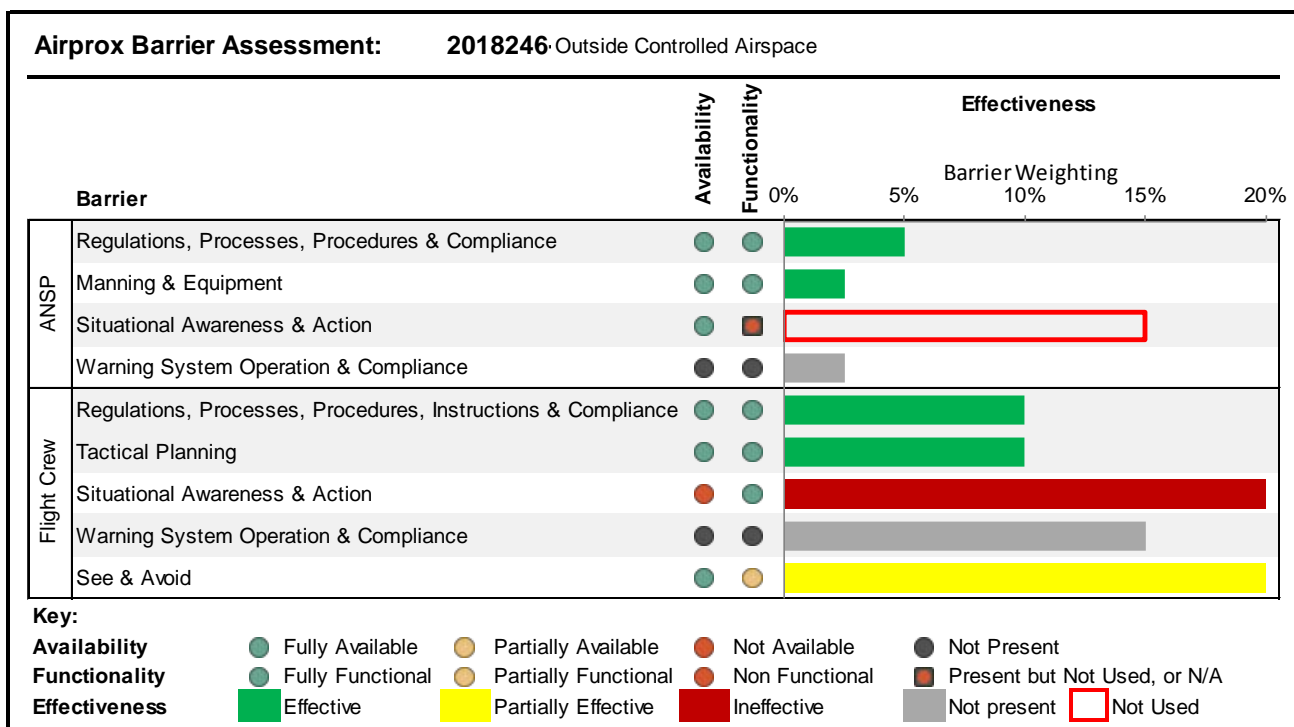 Airprox Barrier Assessment: 2018246· Outside Controlled Airspace
Availability
Functionality
Effectiveness
Barrier Weighting
Barrier
0% 5% 10% 15% 20%
ANSP
Regulations, Processes, Procedures & Compliance
Manning & Equipment
Situational Awareness & Action
Warning System Operation & Compliance
Flight Crew
Regulations, Processes, Procedures, Instructions & Compliance
Tactical Planning
Situational Awareness & Action
Warning System Operation & Compliance
See & Avoid
Key:
Availability Fully Available Partially Available Not Available Not Present
Functionality Fully Functional Partially Functional Non Functional Present but Not Used, or N/A
Effectiveness Effective Partially Effective Ineffective Not present Not Used